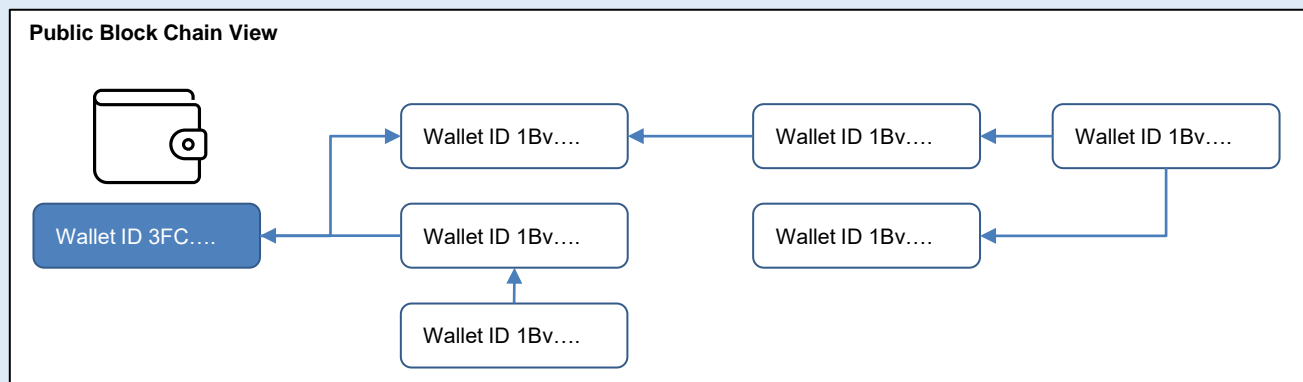 Public Block Chain View
Wallet ID 1Bv….
Wallet ID 1Bv….
Wallet ID 1Bv….
Wallet ID 3FC….
Wallet ID 1Bv….
Wallet ID 1Bv….
Wallet ID 1Bv….